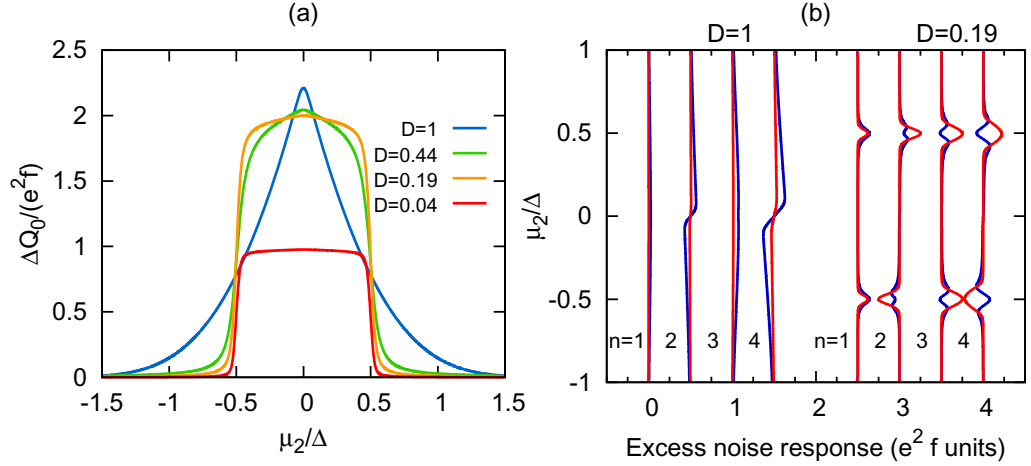 (a)
ΔQ₀/(e²f)
2.5
2
1.5
1
0.5
0
D=1
D=0.44
D=0.19
D=0.04
-1.5 -1 -0.5 0 0.5 1 1.5
μ₂/Δ
(b)
D=1 D=0.19
μ₂/Δ
1
0.5
0
-0.5
-1
n=1 2 3 4 n=1 2 3 4
0 1 2 3 4
Excess noise response (e² f units)